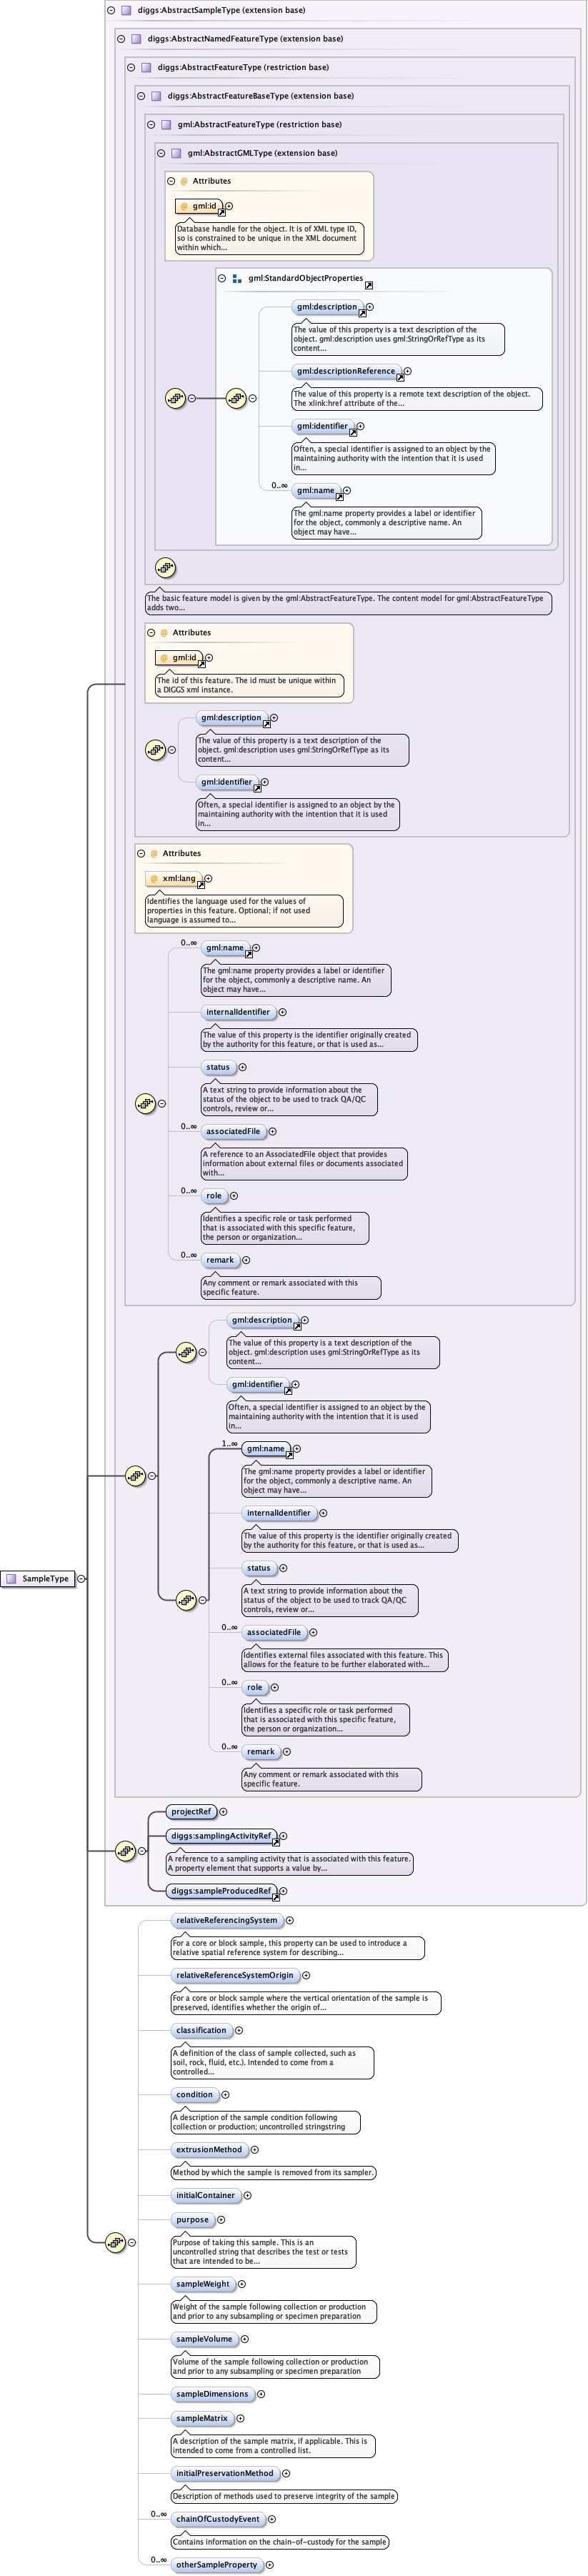 diggs:AbstractSampleType (extension base)
diggs:AbstractNamedFeatureType (extension base)
diggs:AbstractFeatureType (restriction base)
diggs:AbstractFeatureBaseType (extension base)
gml:AbstractFeatureType (restriction base)
gml:AbstractGMLType (extension base)
@ Attributes
@ gml:id
Database handle for the object. It is of XML type ID,
so is constrained to be unique in the XML document
within which...
gml:StandardObjectProperties
gml:description
The value of this property is a text description of the
object. gml:description uses gml:StringOrRefType as its
content...
gml:descriptionReference
The value of this property is a remote text description of the object.
The xlink:href attribute of the...
gml:identifier
Often, a special identifier is assigned to an object by the
maintaining authority with the intention that it is used
in...
0..∞
gml:name
The gml:name property provides a label or identifier
for the object, commonly a descriptive name. An
object may have...
The basic feature model is given by the gml:AbstractFeatureType. The content model for gml:AbstractFeatureType
adds two...
@ Attributes
@ gml:id
The id of this feature. The id must be unique within
a DIGGS xml instance.
gml:description
The value of this property is a text description of the
object. gml:description uses gml:StringOrRefType as its
content...
gml:identifier
Often, a special identifier is assigned to an object by the
maintaining authority with the intention that it is used
in...
@ Attributes
@ xml:lang
Identifies the language used for the values of
properties in this feature. Optional; if not used
language is assumed to...
0..∞
gml:name
The gml:name property provides a label or identifier
for the object, commonly a descriptive name. An
object may have...
internalIdentifier
The value of this property is the identifier originally created
by the authority for this feature, or that is used as...
status
A text string to provide information about the
status of the object to be used to track QA/QC
controls, review or...
0..∞
associatedFile
A reference to an AssociatedFile object that provides
information about external files or documents associated
with...
0..∞
role
Identifies a specific role or task performed
that is associated with this specific feature,
the person or organization...
0..∞
remark
Any comment or remark associated with this
specific feature.
gml:description
The value of this property is a text description of the
object. gml:description uses gml:StringOrRefType as its
content...
gml:identifier
Often, a special identifier is assigned to an object by the
maintaining authority with the intention that it is used
in...
1..∞
gml:name
The gml:name property provides a label or identifier
for the object, commonly a descriptive name. An
object may have...
internalIdentifier
The value of this property is the identifier originally created
by the authority for this feature, or that is used as...
status
A text string to provide information about the
status of the object to be used to track QA/QC
controls, review or...
SampleType
0..∞
associatedFile
Identifies external files associated with this feature. This
allows for the feature to be further elaborated with...
0..∞
role
Identifies a specific role or task performed
that is associated with this specific feature,
the person or organization...
0..∞
remark
Any comment or remark associated with this
specific feature.
projectRef
diggs:samplingActivityRef
A reference to a sampling activity that is associated with this feature.
A property element that supports a value by...
diggs:sampleProducedRef
relativeReferencingSystem
For a core or block sample, this property can be used to introduce a
relative spatial reference system for describing...
relativeReferenceSystemOrigin
For a core or block sample where the vertical orientation of the sample is
preserved, identifies whether the origin of...
classification
A definition of the class of sample collected, such as
soil, rock, fluid, etc.). Intended to come from a
controlled...
condition
A description of the sample condition following
collection or production; uncontrolled stringstring
extrusionMethod
Method by which the sample is removed from its sampler.
initialContainer
purpose
Purpose of taking this sample. This is an
uncontrolled string that describes the test or tests
that are intended to be...
sampleWeight
Weight of the sample following collection or production
and prior to any subsampling or specimen preparation
sampleVolume
Volume of the sample following collection or production
and prior to any subsampling or specimen preparation
sampleDimensions
sampleMatrix
A description of the sample matrix, if applicable. This is
intended to come from a controlled list.
initialPreservationMethod
Description of methods used to preserve integrity of the sample
0..∞
chainOfCustodyEvent
Contains information on the chain-of-custody for the sample
0..∞
otherSampleProperty